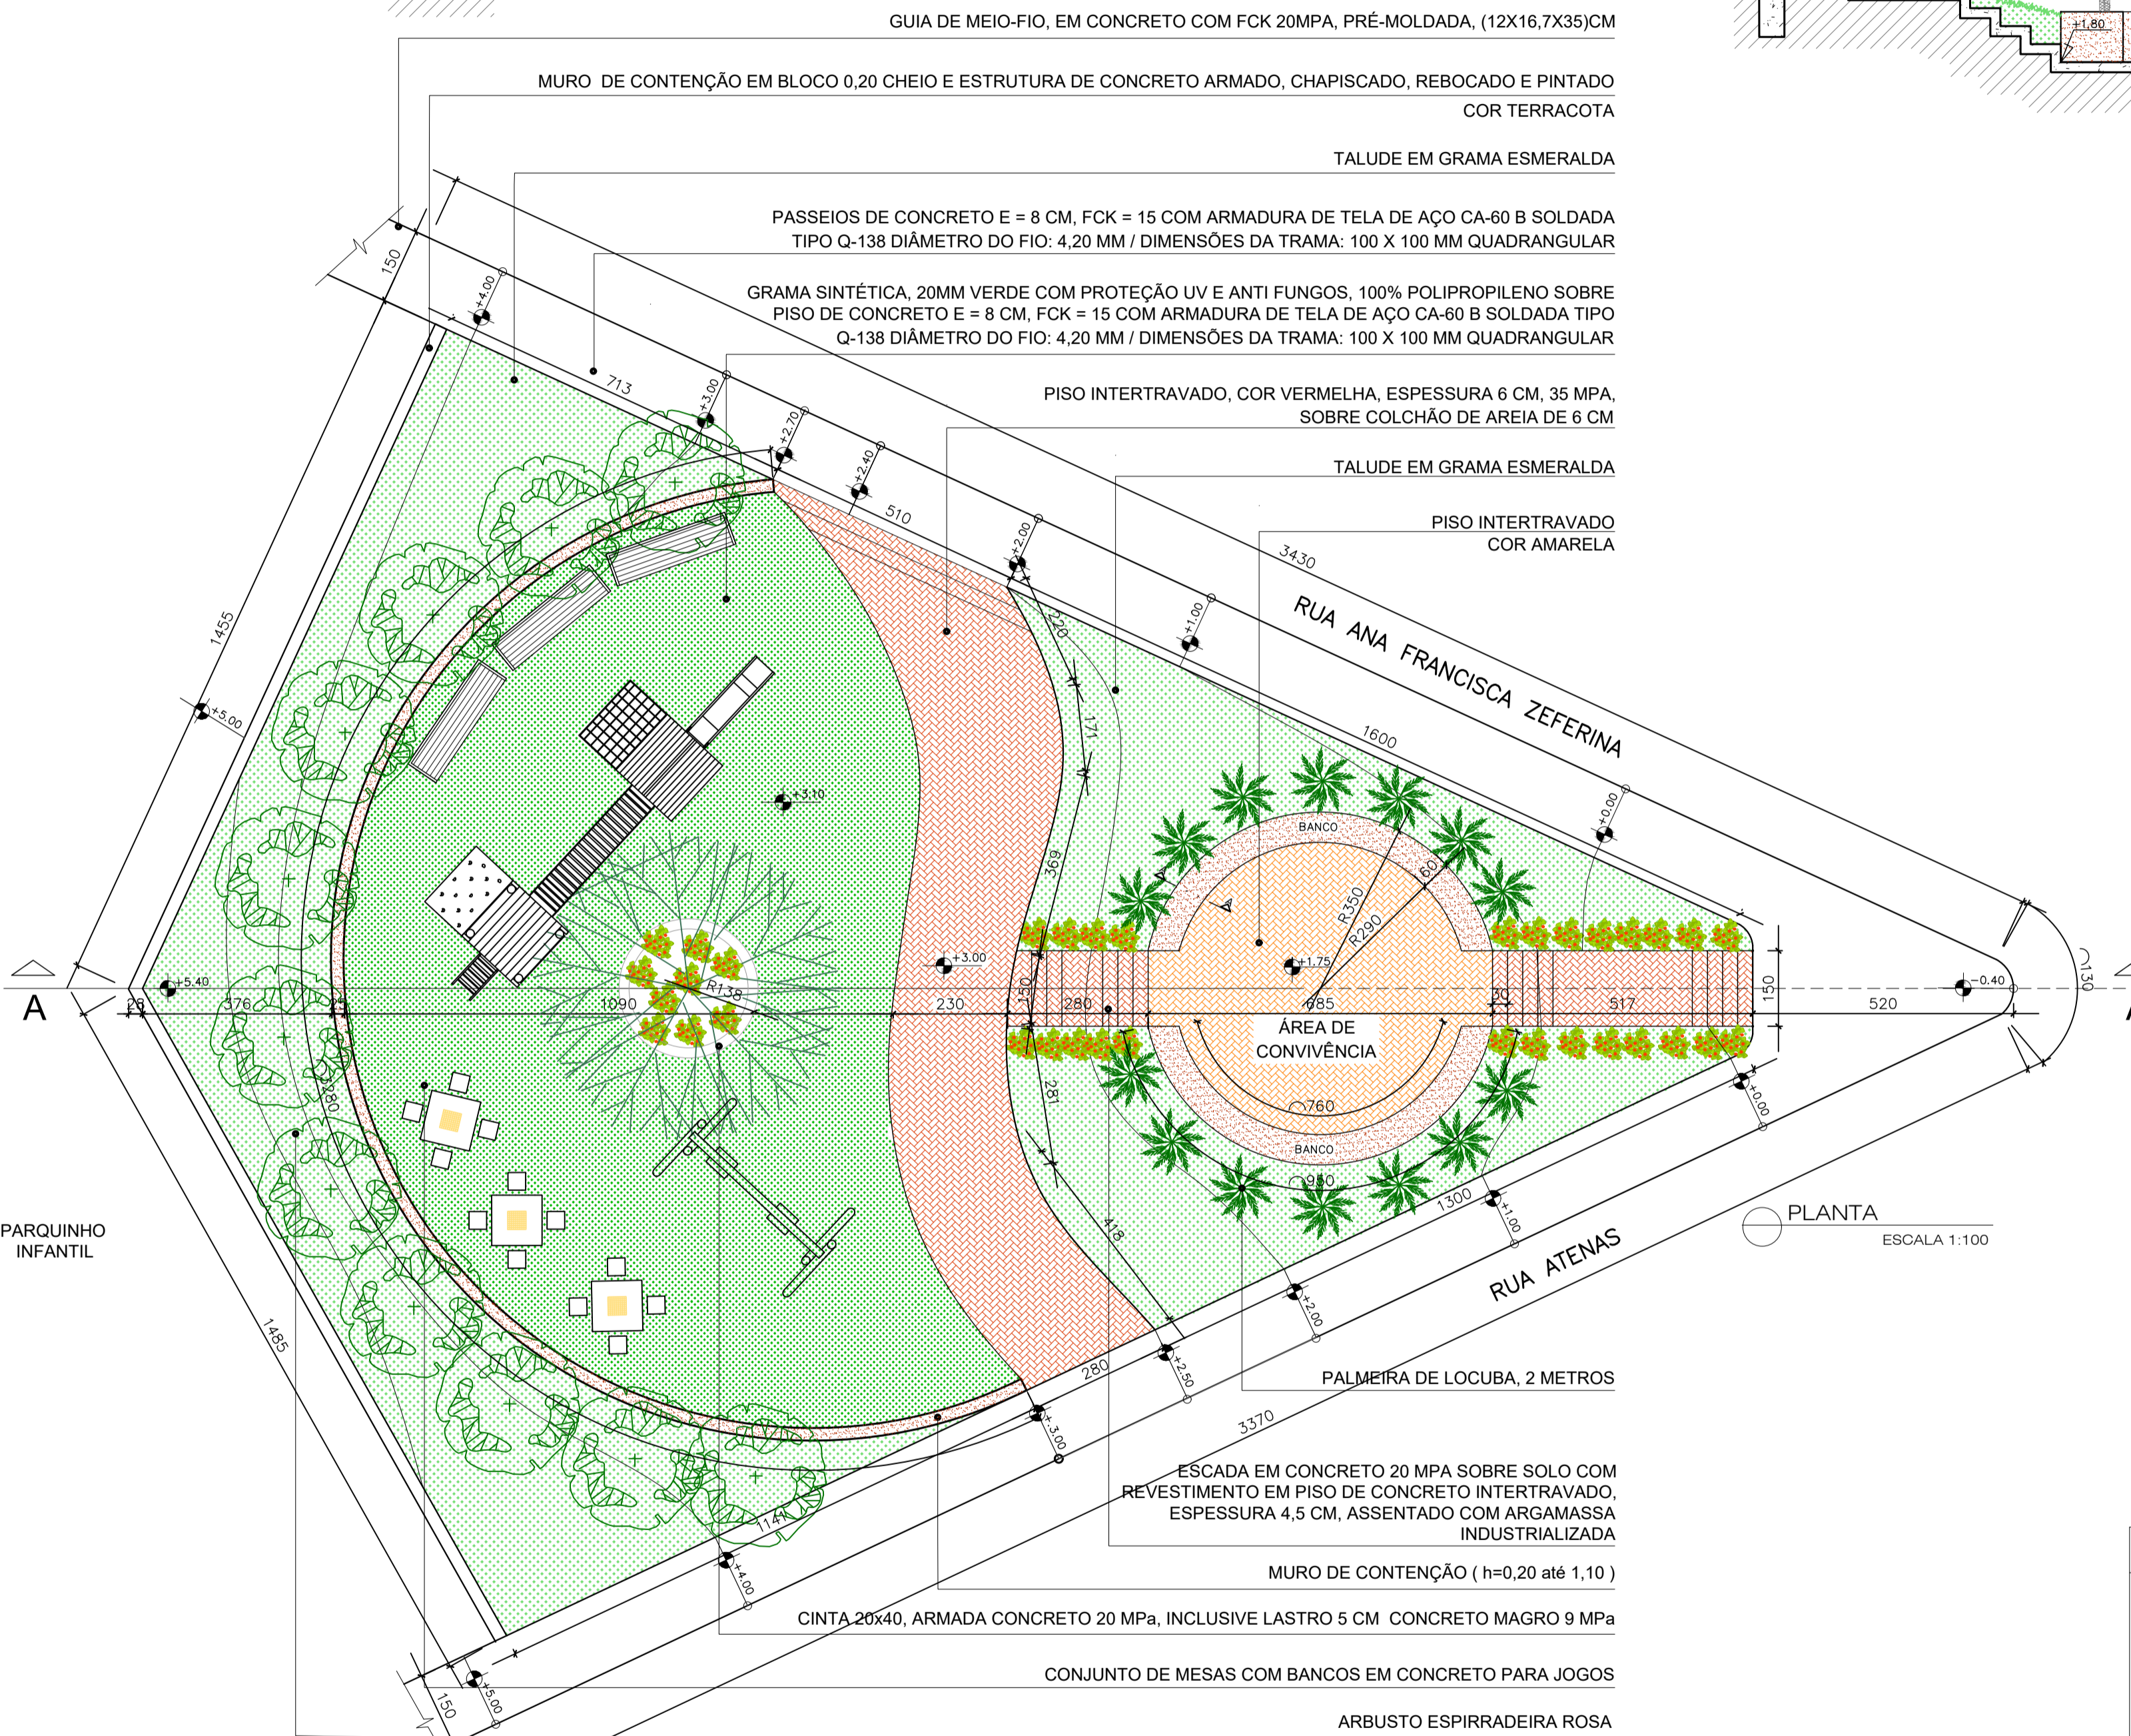 GUIA DE MEIO-FIO, EM CONCRETO COM FCK 20MPA, PRÉ-MOLDADA, (12X16,7X35)CM
+1.80
MURO DE CONTENÇÃO EM BLOCO 0,20 CHEIO E ESTRUTURA DE CONCRETO ARMADO, CHAPISCADO, REBOCADO E PINTADO
COR TERRACOTA
TALUDE EM GRAMA ESMERALDA
PASSEIOS DE CONCRETO E = 8 CM, FCK = 15 COM ARMADURA DE TELA DE AÇO CA-60 B SOLDADA
TIPO Q-138 DIÂMETRO DO FIO: 4,20 MM / DIMENSÕES DA TRAMA: 100 X 100 MM QUADRANGULAR
150
+4.00
GRAMA SINTÉTICA, 20MM VERDE COM PROTEÇÃO UV E ANTI FUNGOS, 100% POLIPROPILENO SOBRE
PISO DE CONCRETO E = 8 CM, FCK = 15 COM ARMADURA DE TELA DE AÇO CA-60 B SOLDADA TIPO
Q-138 DIÂMETRO DO FIO: 4,20 MM / DIMENSÕES DA TRAMA: 100 X 100 MM QUADRANGULAR
713
+3.00
PISO INTERTRAVADO, COR VERMELHA, ESPESSURA 6 CM, 35 MPA,
SOBRE COLCHÃO DE AREIA DE 6 CM
+2.70
+2.40
TALUDE EM GRAMA ESMERALDA
510
PISO INTERTRAVADO
COR AMARELA
+2.00
3430
RUA ANA FRANCISCA ZEFERINA
+1.00
220
1455
+5.00
171
1600
+3.10
+0.00
BANCO
369
60
R350
R290
A
+5.40
+3.00
+1.75
-0.40
130
R138
28
376
25
1090
230
150
280
685
30
517
150
520
ÁREA DE
CONVIVÊNCIA
3280
281
760
+0.00
BANCO
950
PARQUINHO
INFANTIL
418
1300
+1.00
PLANTA
ESCALA 1:100
RUA ATENAS
+2.00
1485
280
+2.50
PALMEIRA DE LOCUBA, 2 METROS
3370
+3.00
ESCADA EM CONCRETO 20 MPA SOBRE SOLO COM
REVESTIMENTO EM PISO DE CONCRETO INTERTRAVADO,
ESPESSURA 4,5 CM, ASSENTADO COM ARGAMASSA
INDUSTRIALIZADA
1141
+4.00
MURO DE CONTENÇÃO ( h=0,20 até 1,10 )
CINTA 20x40, ARMADA CONCRETO 20 MPa, INCLUSIVE LASTRO 5 CM CONCRETO MAGRO 9 MPa
CONJUNTO DE MESAS COM BANCOS EM CONCRETO PARA JOGOS
150
+5.00
ARBUSTO ESPIRRADEIRA ROSA